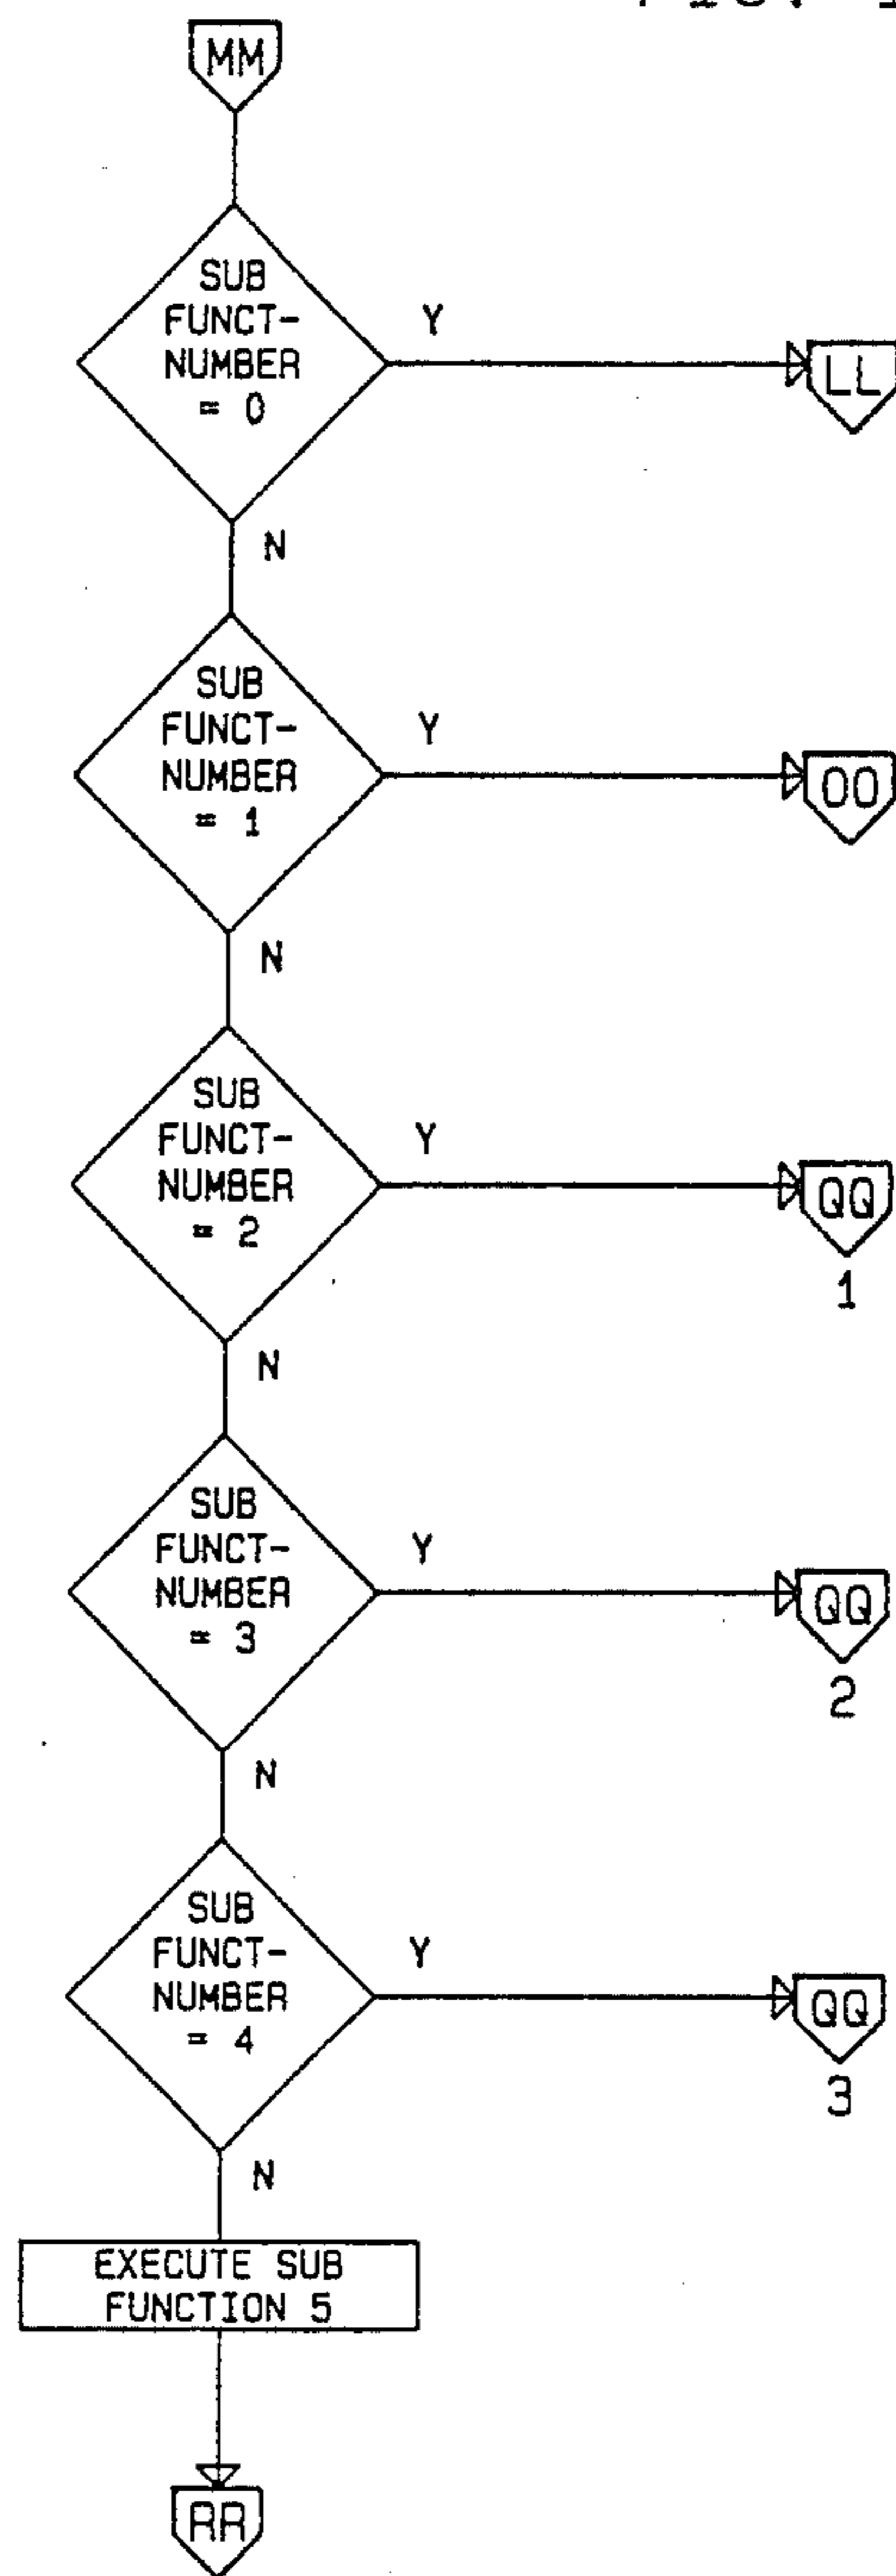 MM
SUB
FUNCT-
NUMBER
= 0
Y
LL
N
SUB
FUNCT-
NUMBER
= 1
Y
OO
N
SUB
FUNCT-
NUMBER
= 2
Y
QQ
1
N
SUB
FUNCT-
NUMBER
= 3
Y
QQ
2
N
SUB
FUNCT-
NUMBER
= 4
Y
QQ
3
N
EXECUTE SUB
FUNCTION 5
RR